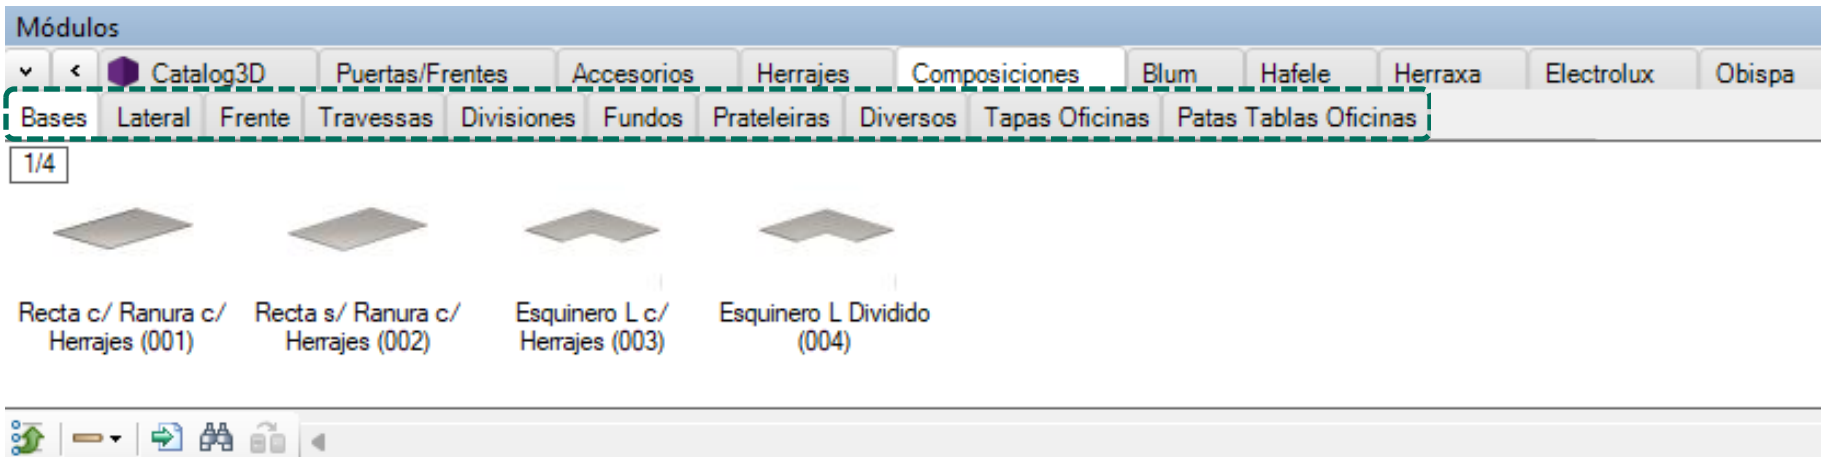 Módulos
Catalog3D Puertas/Frentes Accesorios Herrajes Composiciones Blum Hafele Herraxa Electrolux Obispa
Bases Lateral Frente Travessas Divisiones Fundos Prateleiras Diversos Tapas Oficinas Patas Tablas Oficinas
1/4
Recta c/ Ranura c/
Herrajes (001)
Recta s/ Ranura c/
Herrajes (002)
Esquinero L c/
Herrajes (003)
Esquinero L Dividido
(004)